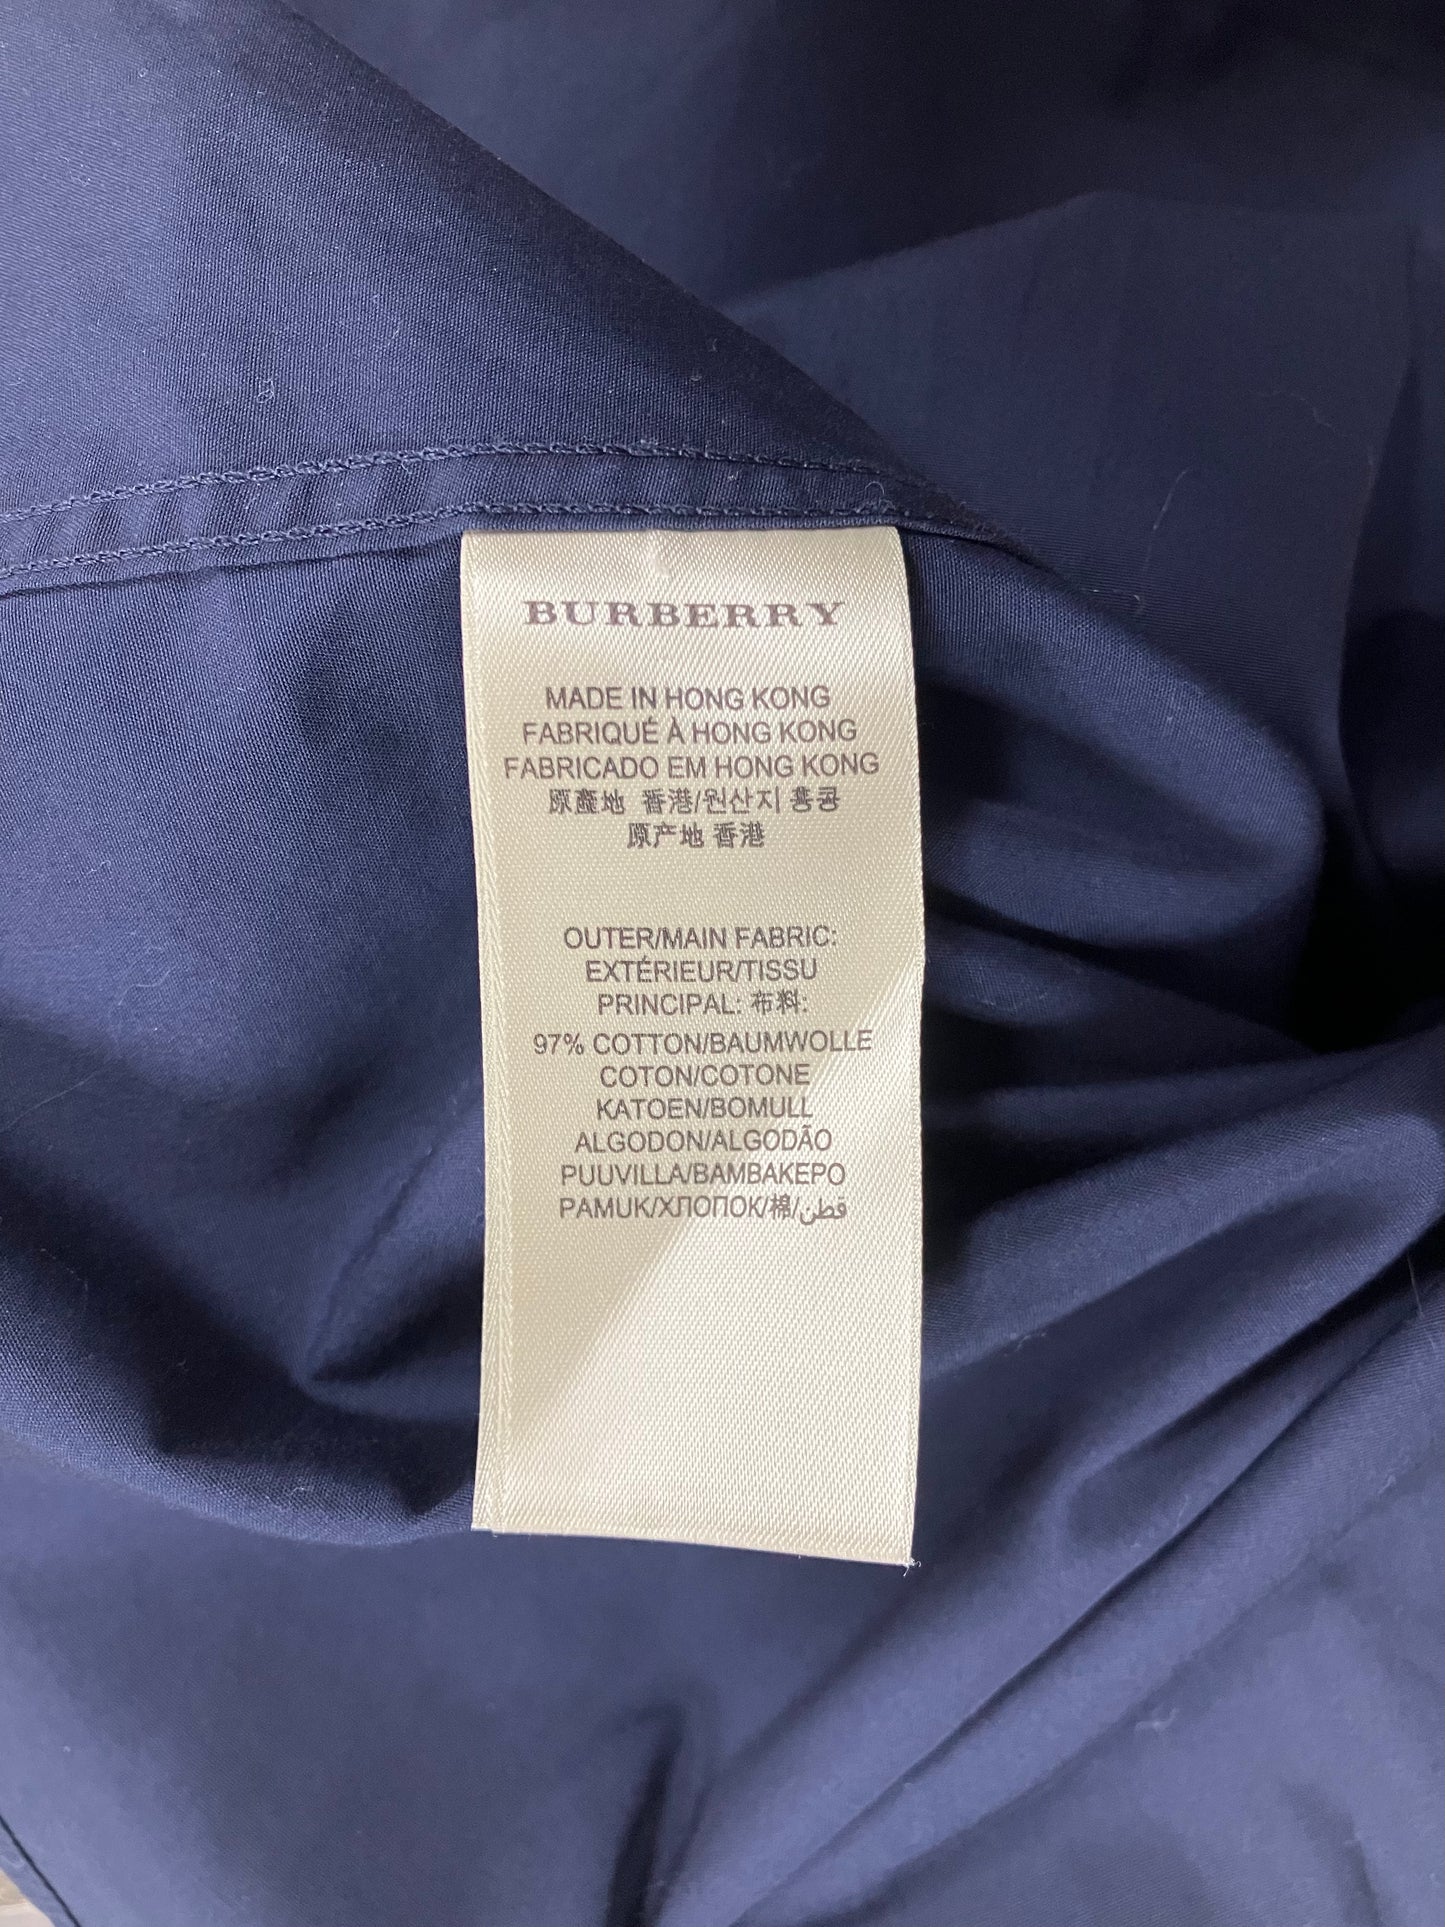 BURBERRY
MADE IN HONG KONG
FABRIQUÉ À HONG KONG
FABRICADO EM HONG KONG
原產地 香港/원산지 홍콩
原产地 香港
OUTER/MAIN FABRIC:
EXTÉRIEUR/TISSU
PRINCIPAL: 布料:
97% COTTON/BAUMWOLLE
COTON/COTONE
KATOEN/BOMULL
ALGODON/ALGODÃO
PUUVILLA/BAMBAKEPO
PAMUK/ХЛОПОК/棉/قطن